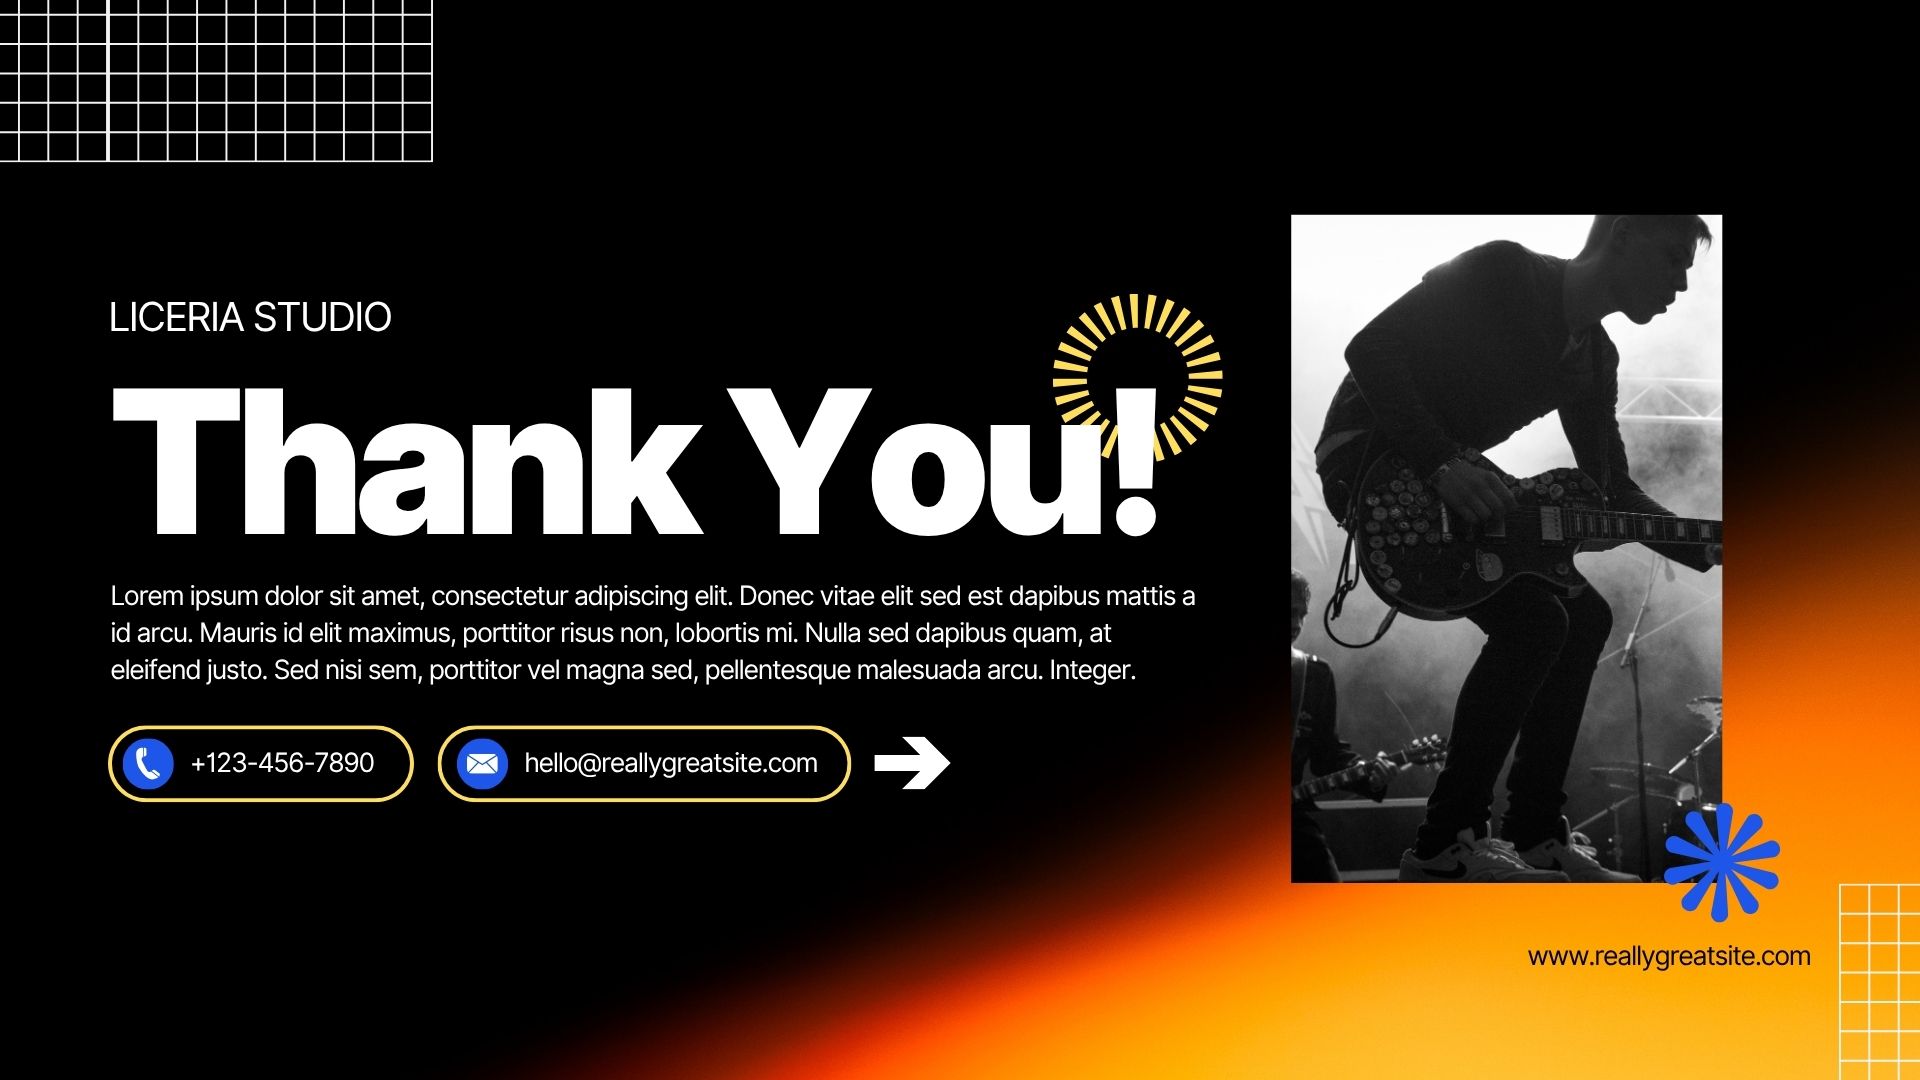 LICERIA STUDIO
Thank You!
Lorem ipsum dolor sit amet, consectetur adipiscing elit. Donec vitae elit sed est dapibus mattis a
id arcu. Mauris id elit maximus, porttitor risus non, lobortis mi. Nulla sed dapibus quam, at
eleifend justo. Sed nisi sem, porttitor vel magna sed, pellentesque malesuada arcu. Integer.
+123-456-7890
hello@reallygreatsite.com
www.reallygreatsite.com